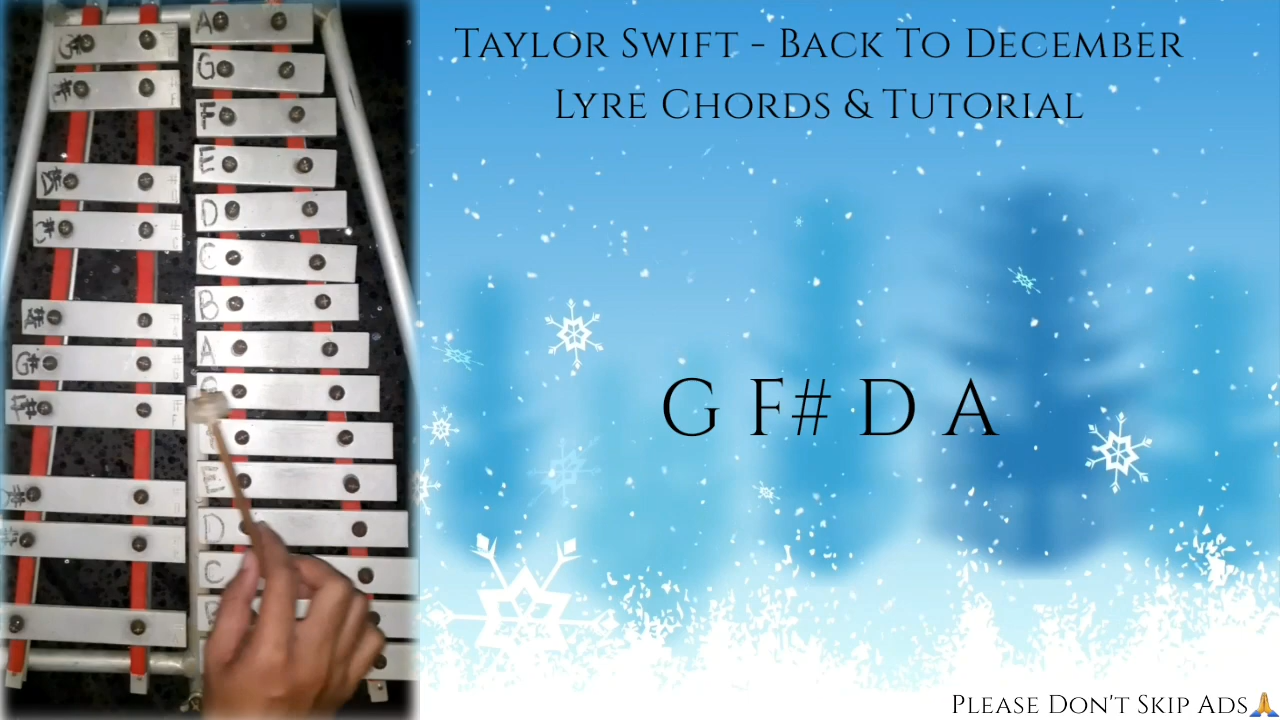 Taylor Swift - Back To December
Lyre Chords & Tutorial
G F# D A
Please Don't Skip Ads🙏
A
G
F
E
D
C
B
A
D
C
G#